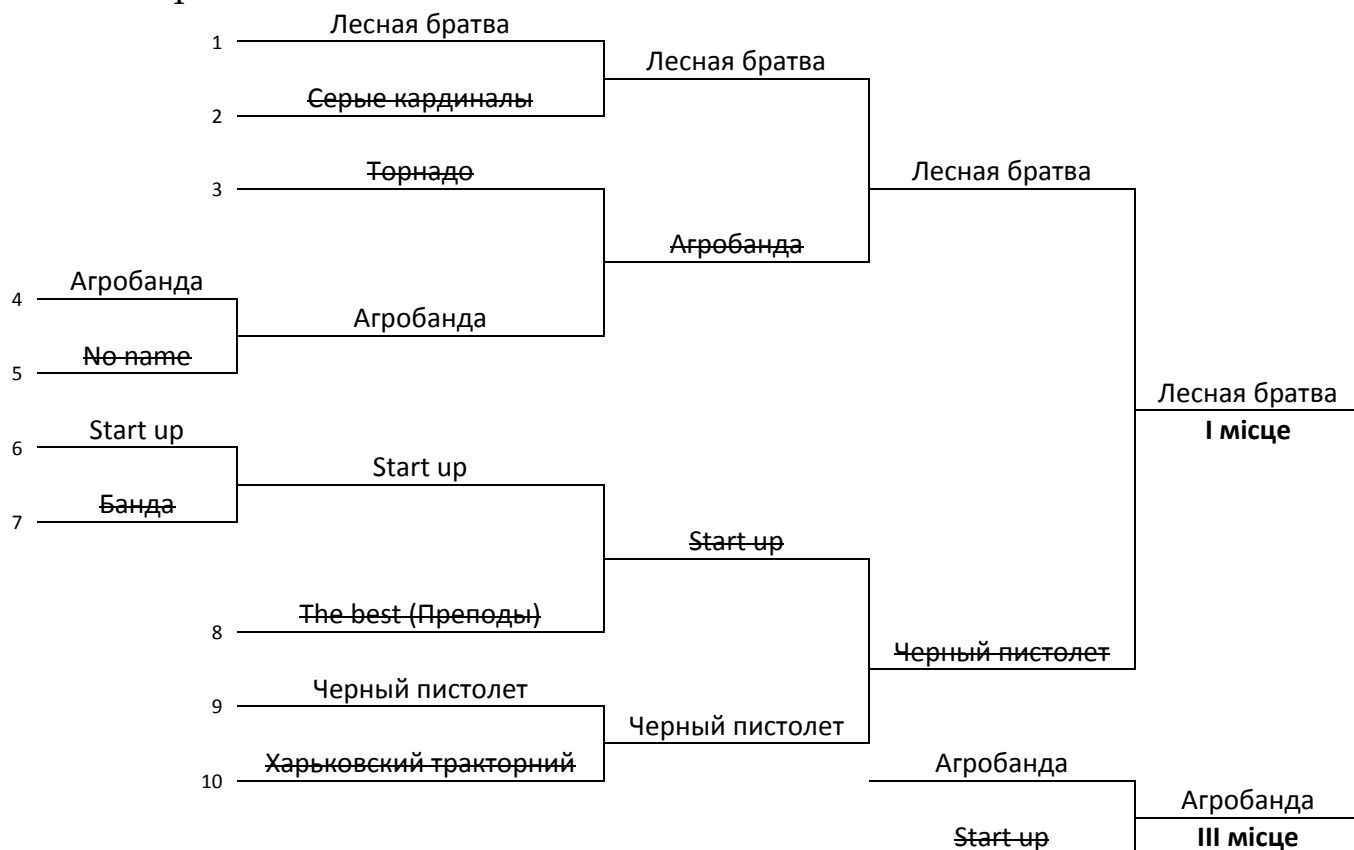 Лесная братва
1
Лесная братва
Серые кардиналы
2
Торнадо
Лесная братва
3
Агробанда
Агробанда
4
Агробанда
No name
5
Лесная братва
Start up
І місце
6
Start up
Банда
7
Start up
The best (Преподы)
8
Черный пистолет
Черный пистолет
9
Черный пистолет
Харьковский тракторний
Агробанда
10
Агробанда
Start up
ІІІ місце